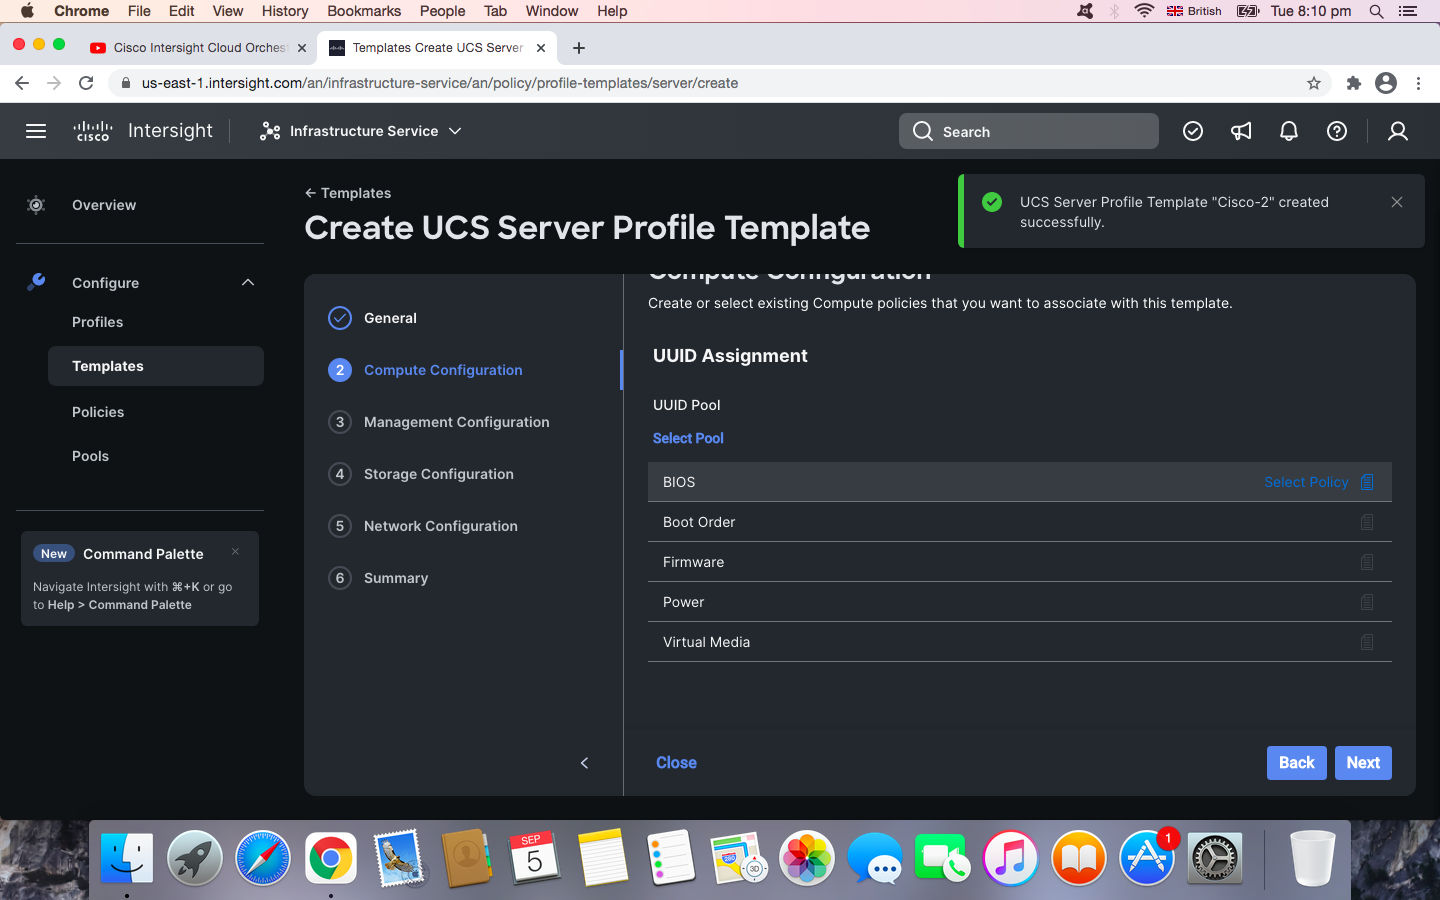 Chrome File Edit View History Bookmarks People Tab Window Help British Tue 8:10 pm
Cisco Intersight Cloud Orches Templates Create UCS Server
us-east-1.intersight.com/an/infrastructure-service/an/policy/profile-templates/server/create
CISCO Intersight Infrastructure Service Search
Overview
Configure
Profiles
Templates
Policies
Pools
New Command Palette
Navigate Intersight with ⌘+K or go
to Help > Command Palette
← Templates
Create UCS Server Profile Template
UCS Server Profile Template "Cisco-2" created
successfully.
General
2 Compute Configuration
3 Management Configuration
4 Storage Configuration
5 Network Configuration
6 Summary
Compute Configuration
Create or select existing Compute policies that you want to associate with this template.
UUID Assignment
UUID Pool
Select Pool
BIOS Select Policy
Boot Order
Firmware
Power
Virtual Media
Close Back Next
SEP
5
280
3D
1